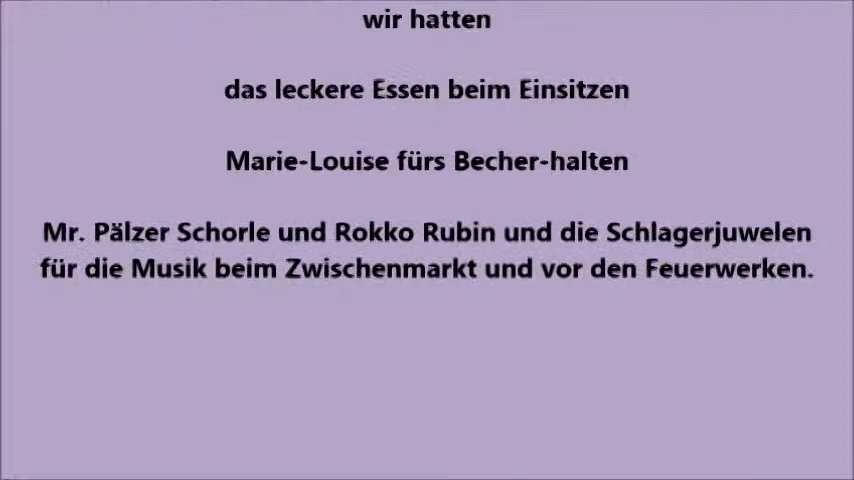 wir hatten
das leckere Essen beim Einsitzen
Marie-Louise fürs Becher-halten
Mr. Pälzer Schorle und Rokko Rubin und die Schlagerjuwelen
für die Musik beim Zwischenmarkt und vor den Feuerwerken.